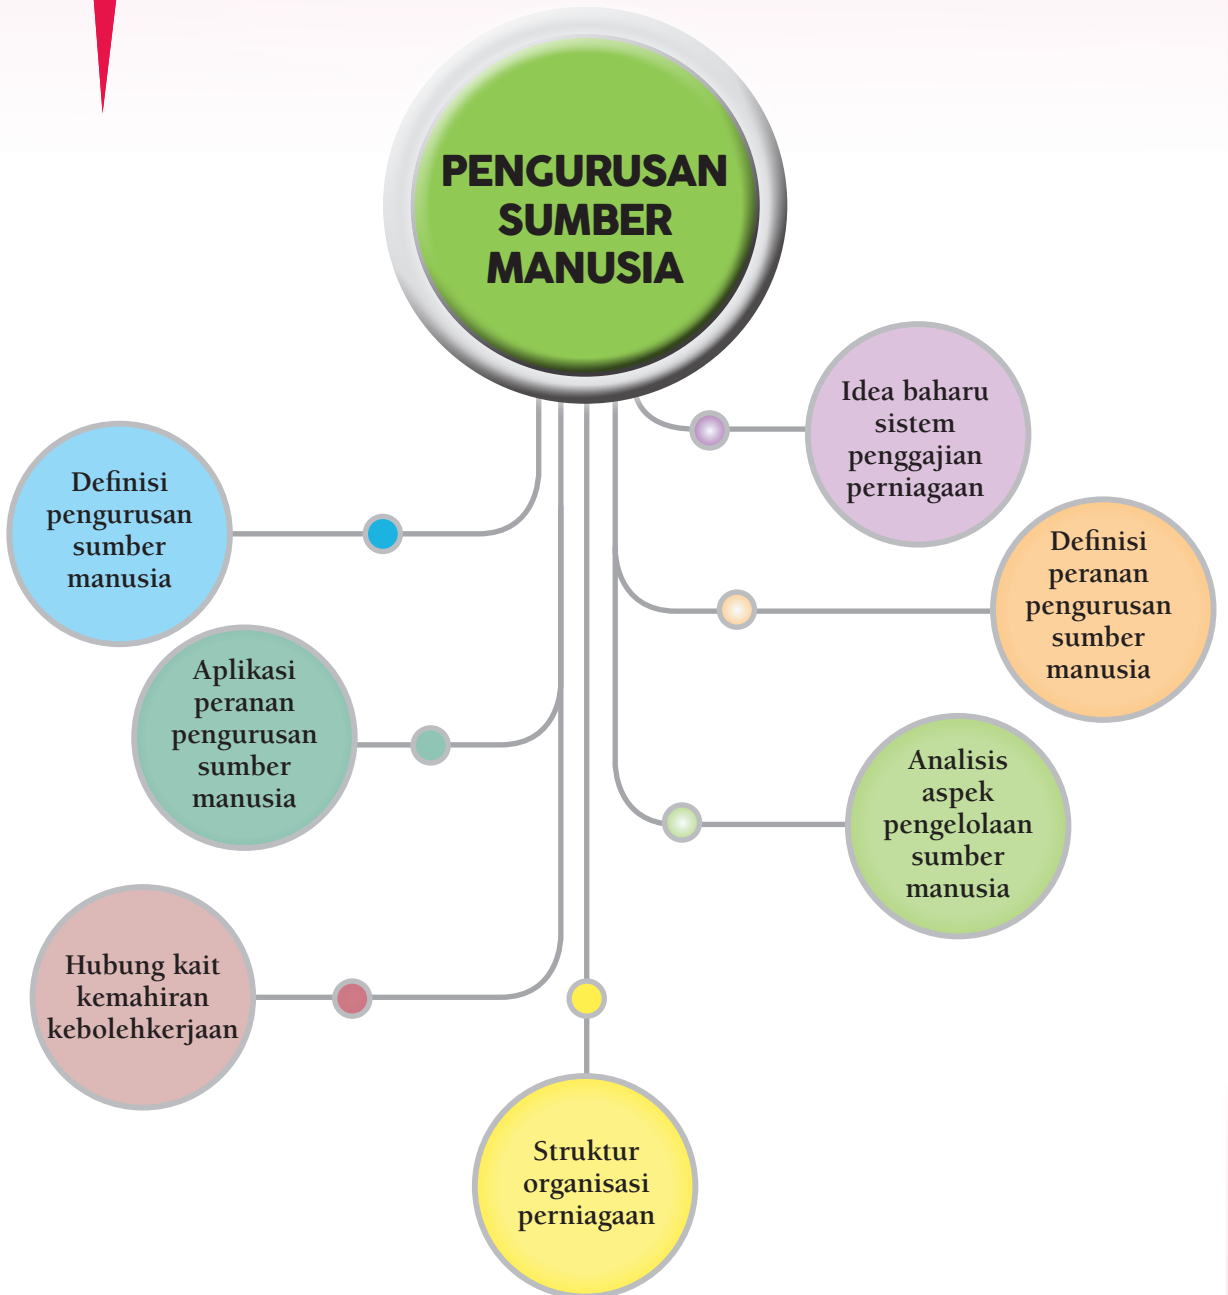 PENGURUSAN
SUMBER
MANUSIA
Idea baharu
sistem
penggajian
perniagaan
Definisi
pengurusan
sumber
manusia
Definisi
peranan
pengurusan
sumber
manusia
Aplikasi
peranan
pengurusan
sumber
manusia
Analisis
aspek
pengelolaan
sumber
manusia
Hubung kait
kemahiran
kebolehkerjaan
Struktur
organisasi
perniagaan